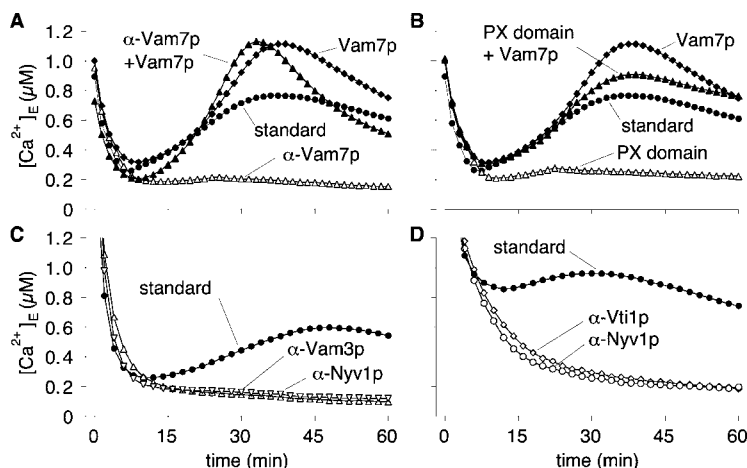 A
B
1.2
1.0
0.8
0.6
0.4
0.2
0
[Ca2+]E (µM)
α-Vam7p
+Vam7p
Vam7p
standard
α-Vam7p
PX domain
+ Vam7p
Vam7p
standard
PX domain
C
D
1.2
1.0
0.8
0.6
0.4
0.2
0
[Ca2+]E (µM)
standard
α-Vam3p
α-Nyv1p
standard
α-Vti1p
α-Nyv1p
0 15 30 45 60
0 15 30 45 60
time (min)
time (min)